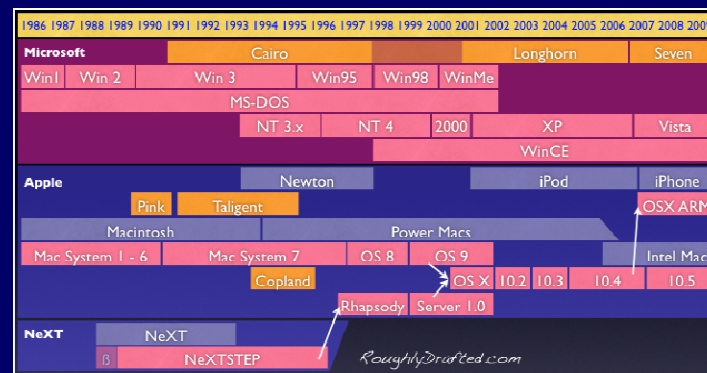 1986 1987 1988 1989 1990 1991 1992 1993 1994 1995 1996 1997 1998 1999 2000 2001 2002 2003 2004 2005 2006 2007 2008 2009
Microsoft Cairo Longhorn Seven
Win1 Win 2 Win 3 Win95 Win98 WinMe
MS-DOS
NT 3.x NT 4 2000 XP Vista
WinCE
Apple Newton iPod iPhone
Pink Taligent OSX ARM
Macintosh Power Macs
Mac System 1 - 6 Mac System 7 OS 8 OS 9 Intel Mac
Copland OS X 10.2 10.3 10.4 10.5
Rhapsody Server 1.0
NeXT NeXT
β NeXTSTEP RoughlyDrafted.com